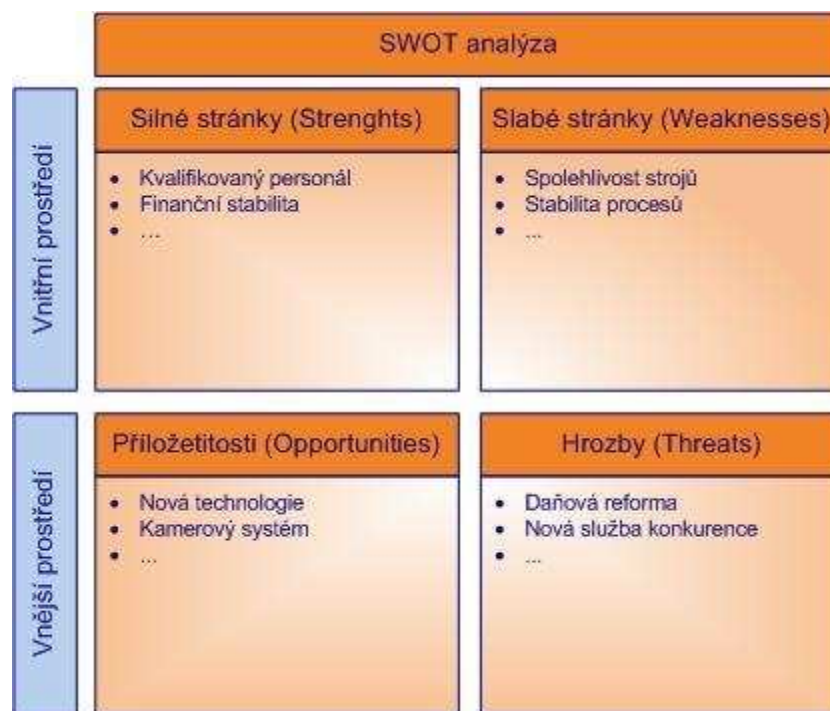 SWOT analýza
Vnitřní prostředí
Silné stránky (Strenghts)
• Kvalifikovaný personál
• Finanční stabilita
• ...
Slabé stránky (Weaknesses)
• Spolehlivost strojů
• Stabilita procesů
• ...
Vnější prostředí
Příložetitosti (Opportunities)
• Nová technologie
• Kamerový systém
• ...
Hrozby (Threats)
• Daňová reforma
• Nová služba konkurence
• ...